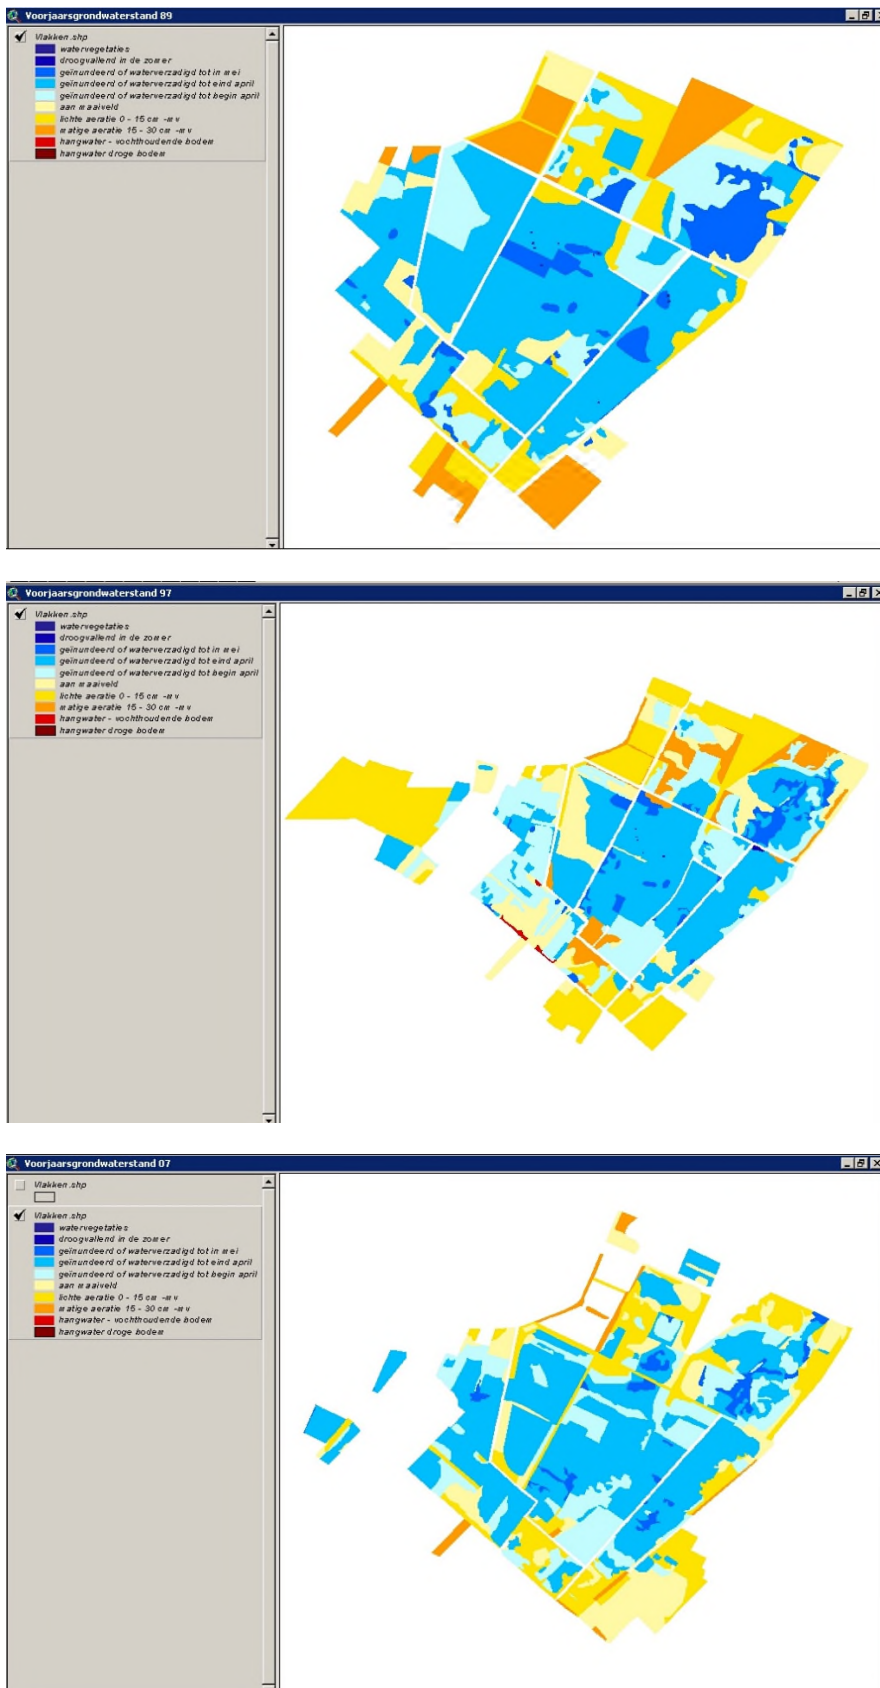 Voorjaarsgrondwaterstand 89
Vlakken.shp
watervegetaties
droogvallend in de zomer
geïnundeerd of waterverzadigd tot in mei
geïnundeerd of waterverzadigd tot eind april
geïnundeerd of waterverzadigd tot begin april
aan maaiveld
lichte aeratie 0 - 15 cm -mv
matige aeratie 15 - 30 cm -mv
hangwater - vochthoudende bodem
hangwater droge bodem
Voorjaarsgrondwaterstand 97
Vlakken.shp
watervegetaties
droogvallend in de zomer
geïnundeerd of waterverzadigd tot in mei
geïnundeerd of waterverzadigd tot eind april
geïnundeerd of waterverzadigd tot begin april
aan maaiveld
lichte aeratie 0 - 15 cm -mv
matige aeratie 15 - 30 cm -mv
hangwater - vochthoudende bodem
hangwater droge bodem
Voorjaarsgrondwaterstand 07
Vlakken.shp
Vlakken.shp
watervegetaties
droogvallend in de zomer
geïnundeerd of waterverzadigd tot in mei
geïnundeerd of waterverzadigd tot eind april
geïnundeerd of waterverzadigd tot begin april
aan maaiveld
lichte aeratie 0 - 15 cm -mv
matige aeratie 15 - 30 cm -mv
hangwater - vochthoudende bodem
hangwater droge bodem